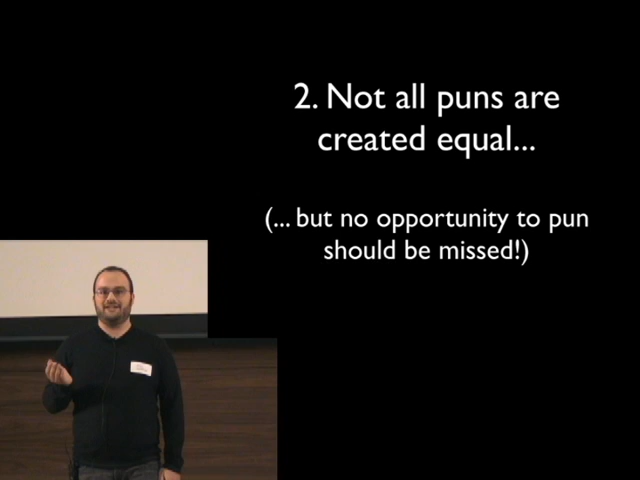 2. Not all puns are
created equal...
(... but no opportunity to pun
should be missed!)